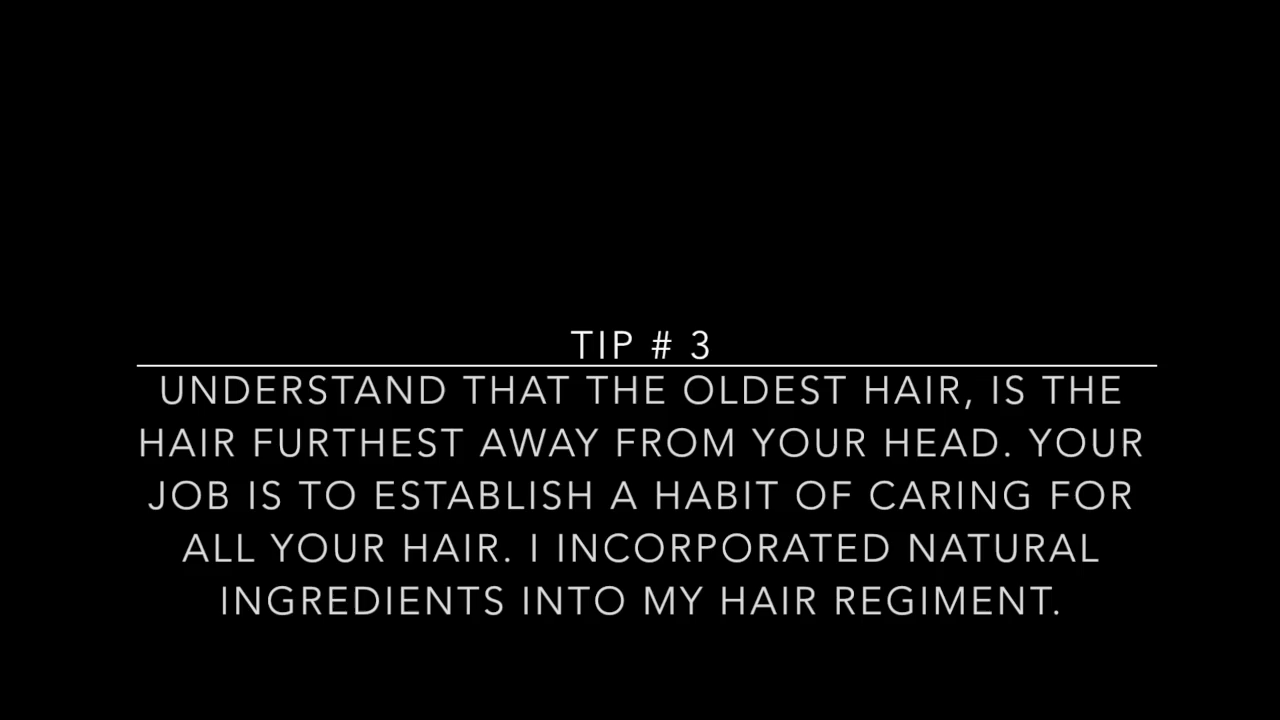 TIP # 3
UNDERSTAND THAT THE OLDEST HAIR, IS THE
HAIR FURTHEST AWAY FROM YOUR HEAD. YOUR
JOB IS TO ESTABLISH A HABIT OF CARING FOR
ALL YOUR HAIR. I INCORPORATED NATURAL
INGREDIENTS INTO MY HAIR REGIMENT.